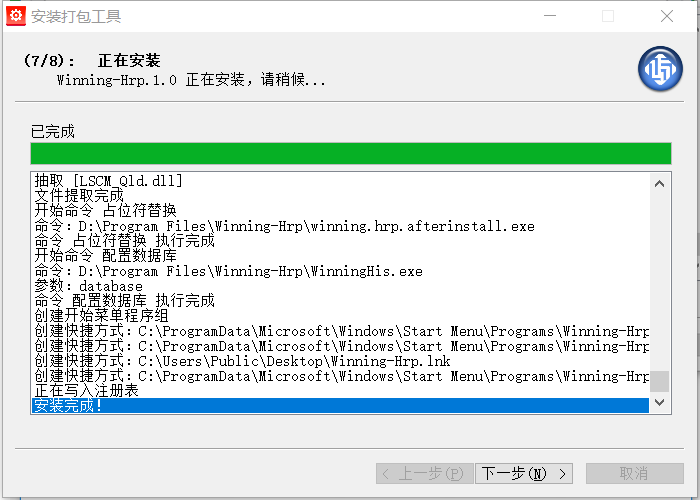 安装打包工具
(7/8): 正在安装
Winning-Hrp.1.0 正在安装，请稍候...
已完成
抽取 [LSCM_Qld.dll]
文件提取完成
开始命令 占位符替换
命令：D:\Program Files\Winning-Hrp\winning.hrp.afterinstall.exe
命令 占位符替换 执行完成
开始命令 配置数据库
命令：D:\Program Files\Winning-Hrp\WinningHis.exe
参数：database
命令 配置数据库 执行完成
创建开始菜单程序组
创建快捷方式：C:\ProgramData\Microsoft\Windows\Start Menu\Programs\Winning-Hrp
创建快捷方式：C:\ProgramData\Microsoft\Windows\Start Menu\Programs\Winning-Hrp
创建快捷方式：C:\Users\Public\Desktop\Winning-Hrp.lnk
创建快捷方式：C:\ProgramData\Microsoft\Windows\Start Menu\Programs\Winning-Hrp
正在写入注册表
安装完成!
< 上一步(P) 下一步(N) > 取消